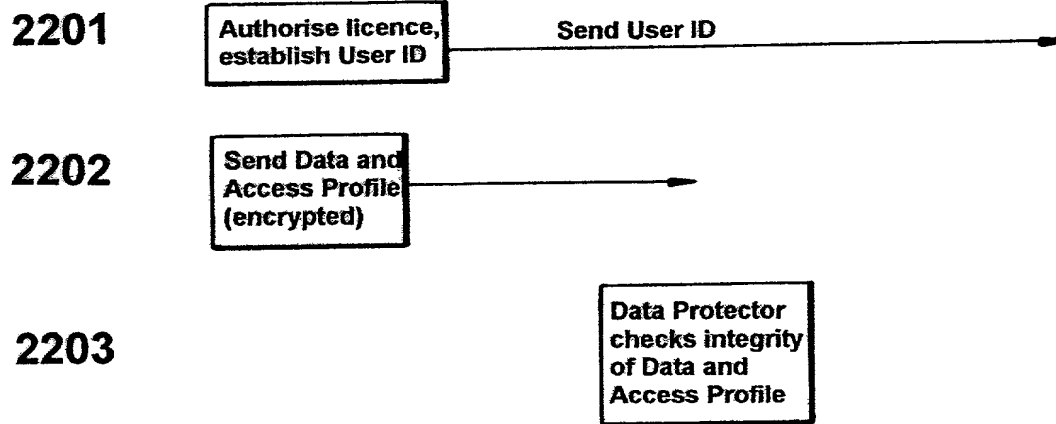 2201
Authorise licence,
establish User ID
Send User ID
2202
Send Data and
Access Profile
(encrypted)
2203
Data Protector
checks integrity
of Data and
Access Profile